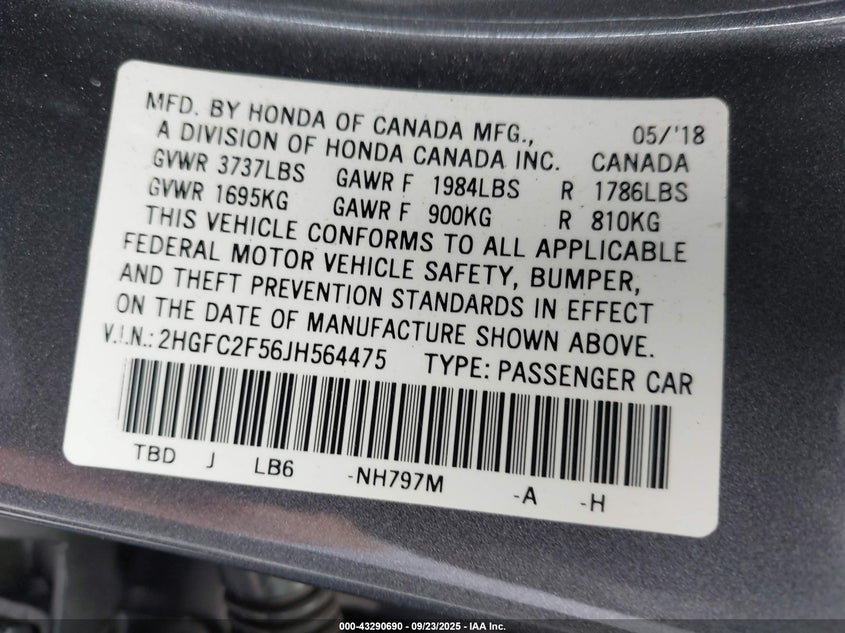 MFD. BY HONDA OF CANADA MFG., 05/'18
A DIVISION OF HONDA CANADA INC. CANADA
GVWR 3737LBS GAWR F 1984LBS R 1786LBS
GVWR 1695KG GAWR F 900KG R 810KG
THIS VEHICLE CONFORMS TO ALL APPLICABLE
FEDERAL MOTOR VEHICLE SAFETY, BUMPER,
AND THEFT PREVENTION STANDARDS IN EFFECT
ON THE DATE OF MANUFACTURE SHOWN ABOVE.
V.I.N.: 2HGFC2F56JH564475 TYPE: PASSENGER CAR
TBD J LB6 -NH797M -A -H
000-43290690 - 09/23/2025 - IAA Inc.